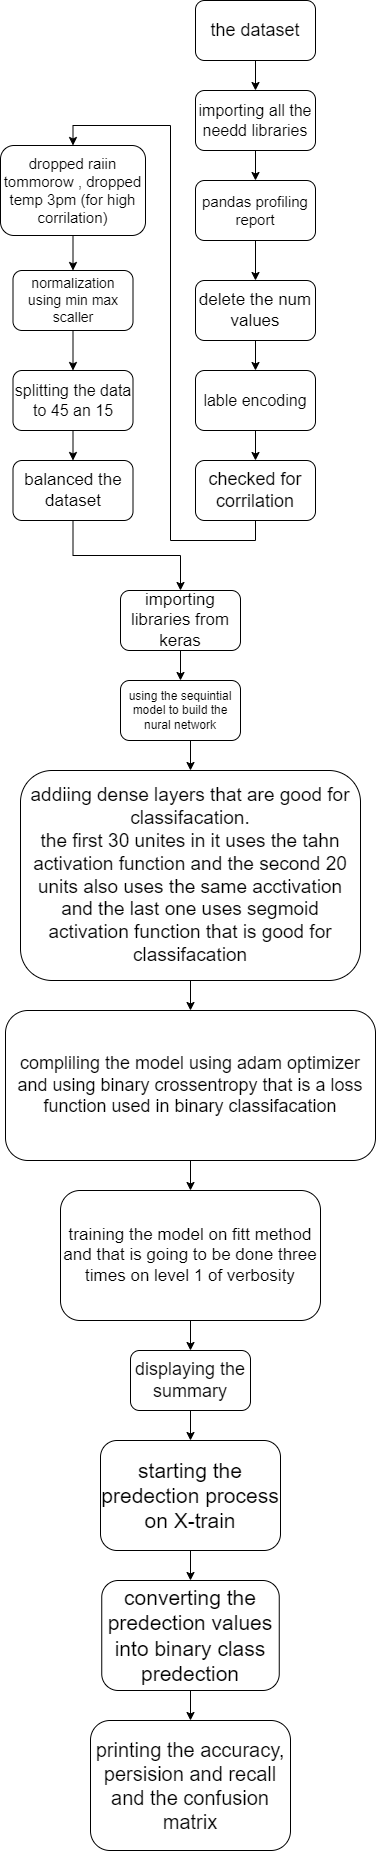 the dataset
importing all the
needd libraries
pandas profiling
report
delete the num
values
lable encoding
checked for
corrilation
dropped raiin
tommorow , dropped
temp 3pm (for high
corrilation)
normalization
using min max
scaller
splitting the data
to 45 an 15
balanced the
dataset
importing
libraries from
keras
using the sequintial
model to build the
nural network
addiing dense layers that are good for
classifacation.
the first 30 unites in it uses the tahn
activation function and the second 20
units also uses the same acctivation
and the last one uses segmoid
activation function that is good for
classifacation
compliling the model using adam optimizer
and using binary crossentropy that is a loss
function used in binary classifacation
training the model on fitt method
and that is going to be done three
times on level 1 of verbosity
displaying the
summary
starting the
predection process
on X-train
converting the
predection values
into binary class
predection
printing the accuracy,
persision and recall
and the confusion
matrix